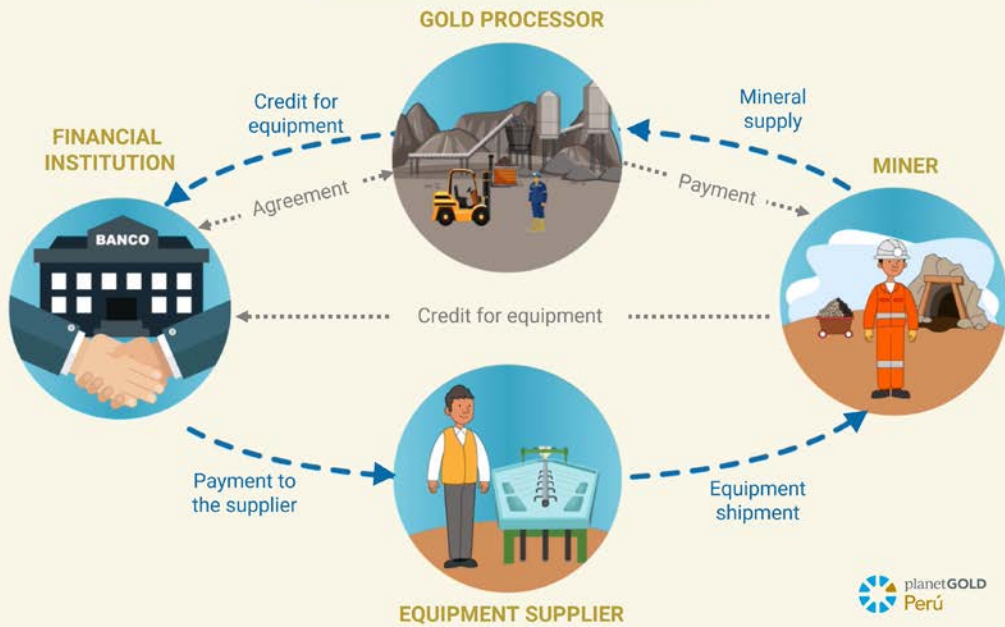 GOLD PROCESSOR
Credit for
equipment
Mineral
supply
FINANCIAL
INSTITUTION
MINER
Agreement
Payment
BANCO
Credit for equipment
Payment to
the supplier
Equipment
shipment
EQUIPMENT SUPPLIER
planetGOLD
Perú